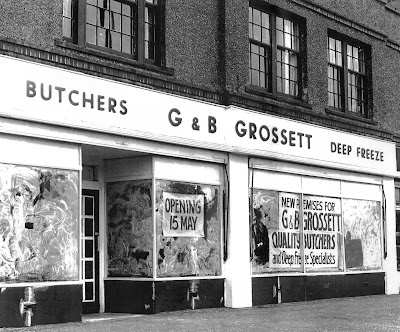 BUTCHERS G & B GROSSETT DEEP FREEZE
OPENING
15 MAY
NEW PREMISES FOR
G & B GROSSETT
QUALITY BUTCHERS
and Deep Freeze Specialists